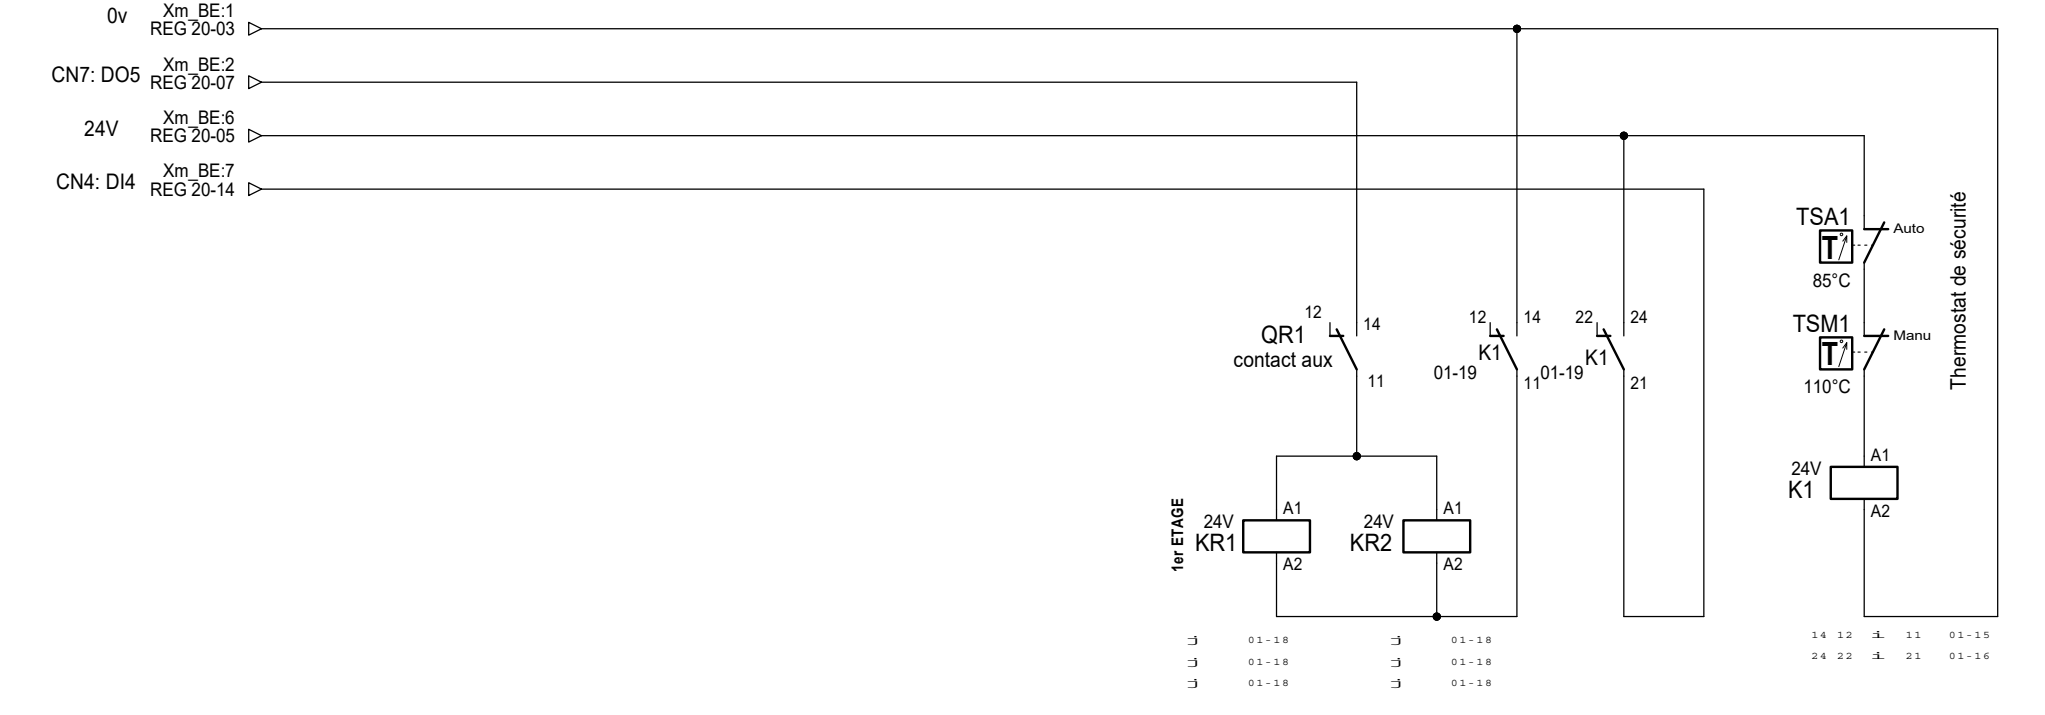 0v
Xm_BE:1
REG 20-03
CN7: DO5
Xm_BE:2
REG 20-07
24V
Xm_BE:6
REG 20-05
CN4: DI4
Xm_BE:7
REG 20-14
TSA1
Auto
T°
85°C
TSM1
Manu
T°
110°C
Thermostat de sécurité
12
14
QR1
contact aux
11
12
14
K1
01-19
11
22
24
K1
01-19
21
24V
K1
A1
A2
1er ETAGE
24V
KR1
A1
A2
24V
KR2
A1
A2
01-18 01-18
01-18 01-18
01-18 01-18
14 12 11 01-15
24 22 21 01-16